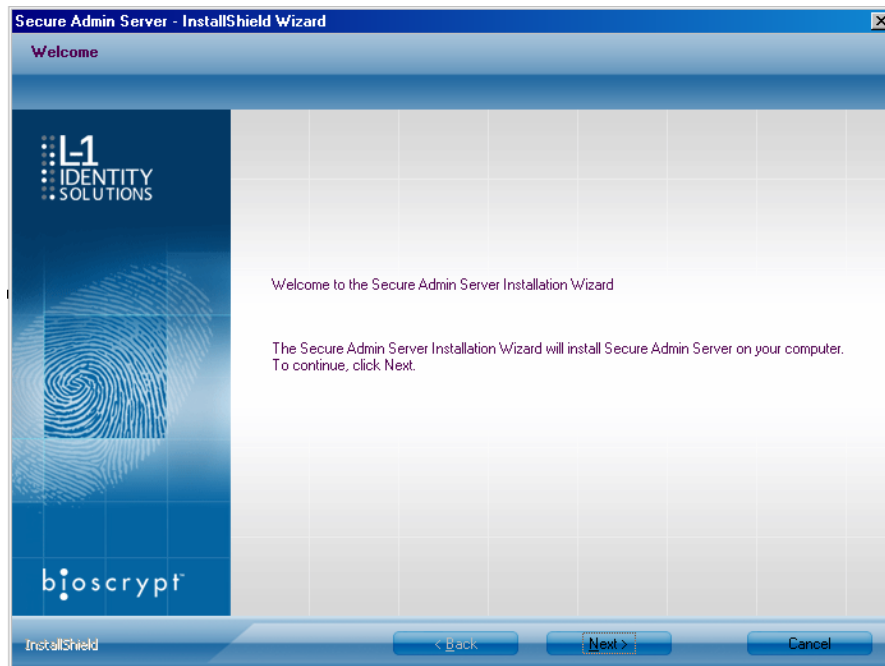 Secure Admin Server - InstallShield Wizard
Welcome
L-1
IDENTITY
SOLUTIONS
Welcome to the Secure Admin Server Installation Wizard
The Secure Admin Server Installation Wizard will install Secure Admin Server on your computer.
To continue, click Next.
bioscrypt™
InstallShield
< Back
Next >
Cancel